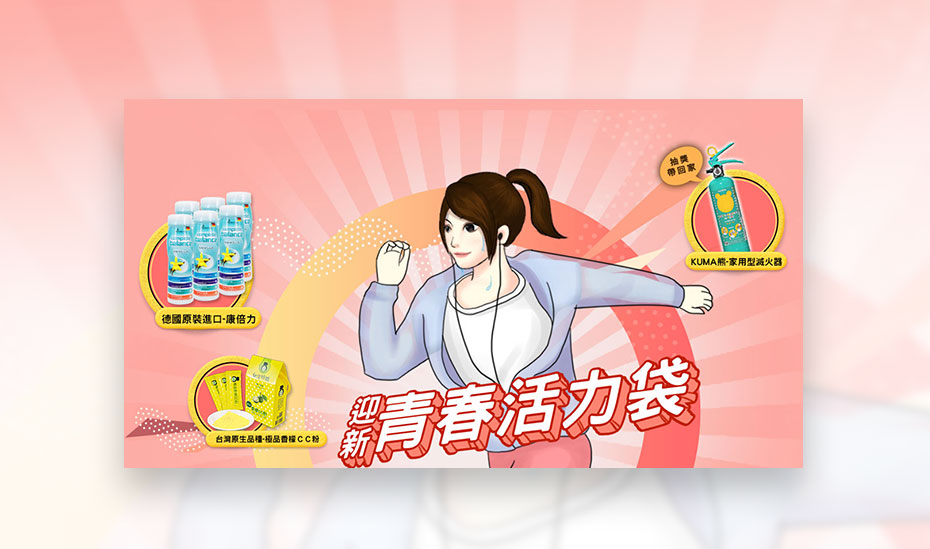 抽獎
帶回家
KUMA熊-家用型滅火器
德國原裝進口-康倍力
台灣原生品種-極品香檬CC粉
迎新
青春活力袋